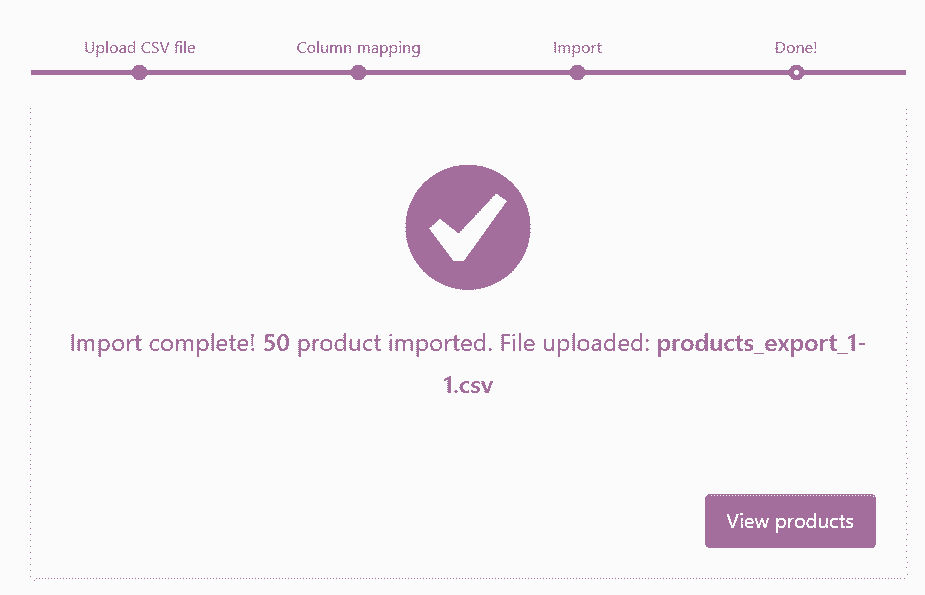 Upload CSV file Column mapping Import Done!
Import complete! 50 product imported. File uploaded: products_export_1-
1.csv
View products